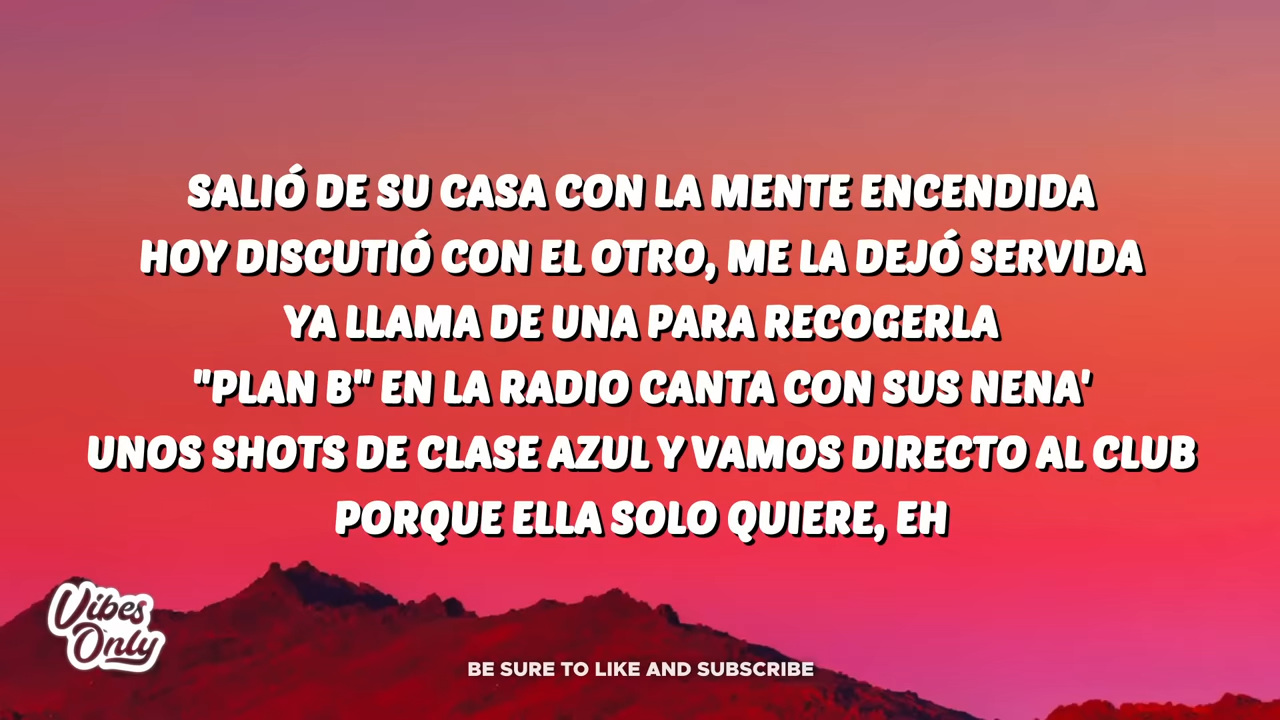 SALIÓ DE SU CASA CON LA MENTE ENCENDIDA
HOY DISCUTIÓ CON EL OTRO, ME LA DEJÓ SERVIDA
YA LLAMA DE UNA PARA RECOGERLA
"PLAN B" EN LA RADIO CANTA CON SUS NENA'
UNOS SHOTS DE CLASE AZUL Y VAMOS DIRECTO AL CLUB
PORQUE ELLA SOLO QUIERE, EH
Vibes
Only
BE SURE TO LIKE AND SUBSCRIBE